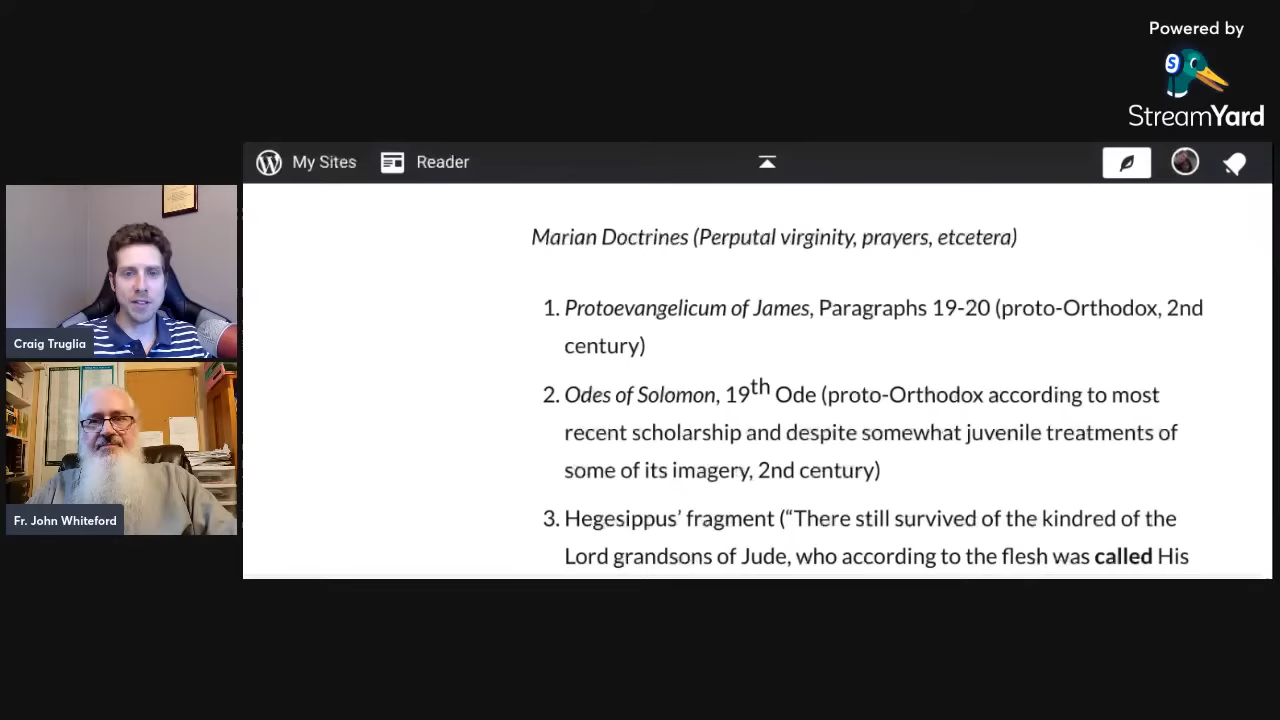 Powered by
S
StreamYard
My Sites
Reader
Marian Doctrines (Perputal virginity, prayers, etcetera)
1. Protoevangelicum of James, Paragraphs 19-20 (proto-Orthodox, 2nd
century)
2. Odes of Solomon, 19th Ode (proto-Orthodox according to most
recent scholarship and despite somewhat juvenile treatments of
some of its imagery, 2nd century)
3. Hegesippus’ fragment (“There still survived of the kindred of the
Lord grandsons of Jude, who according to the flesh was called His
Craig Truglia
Fr. John Whiteford